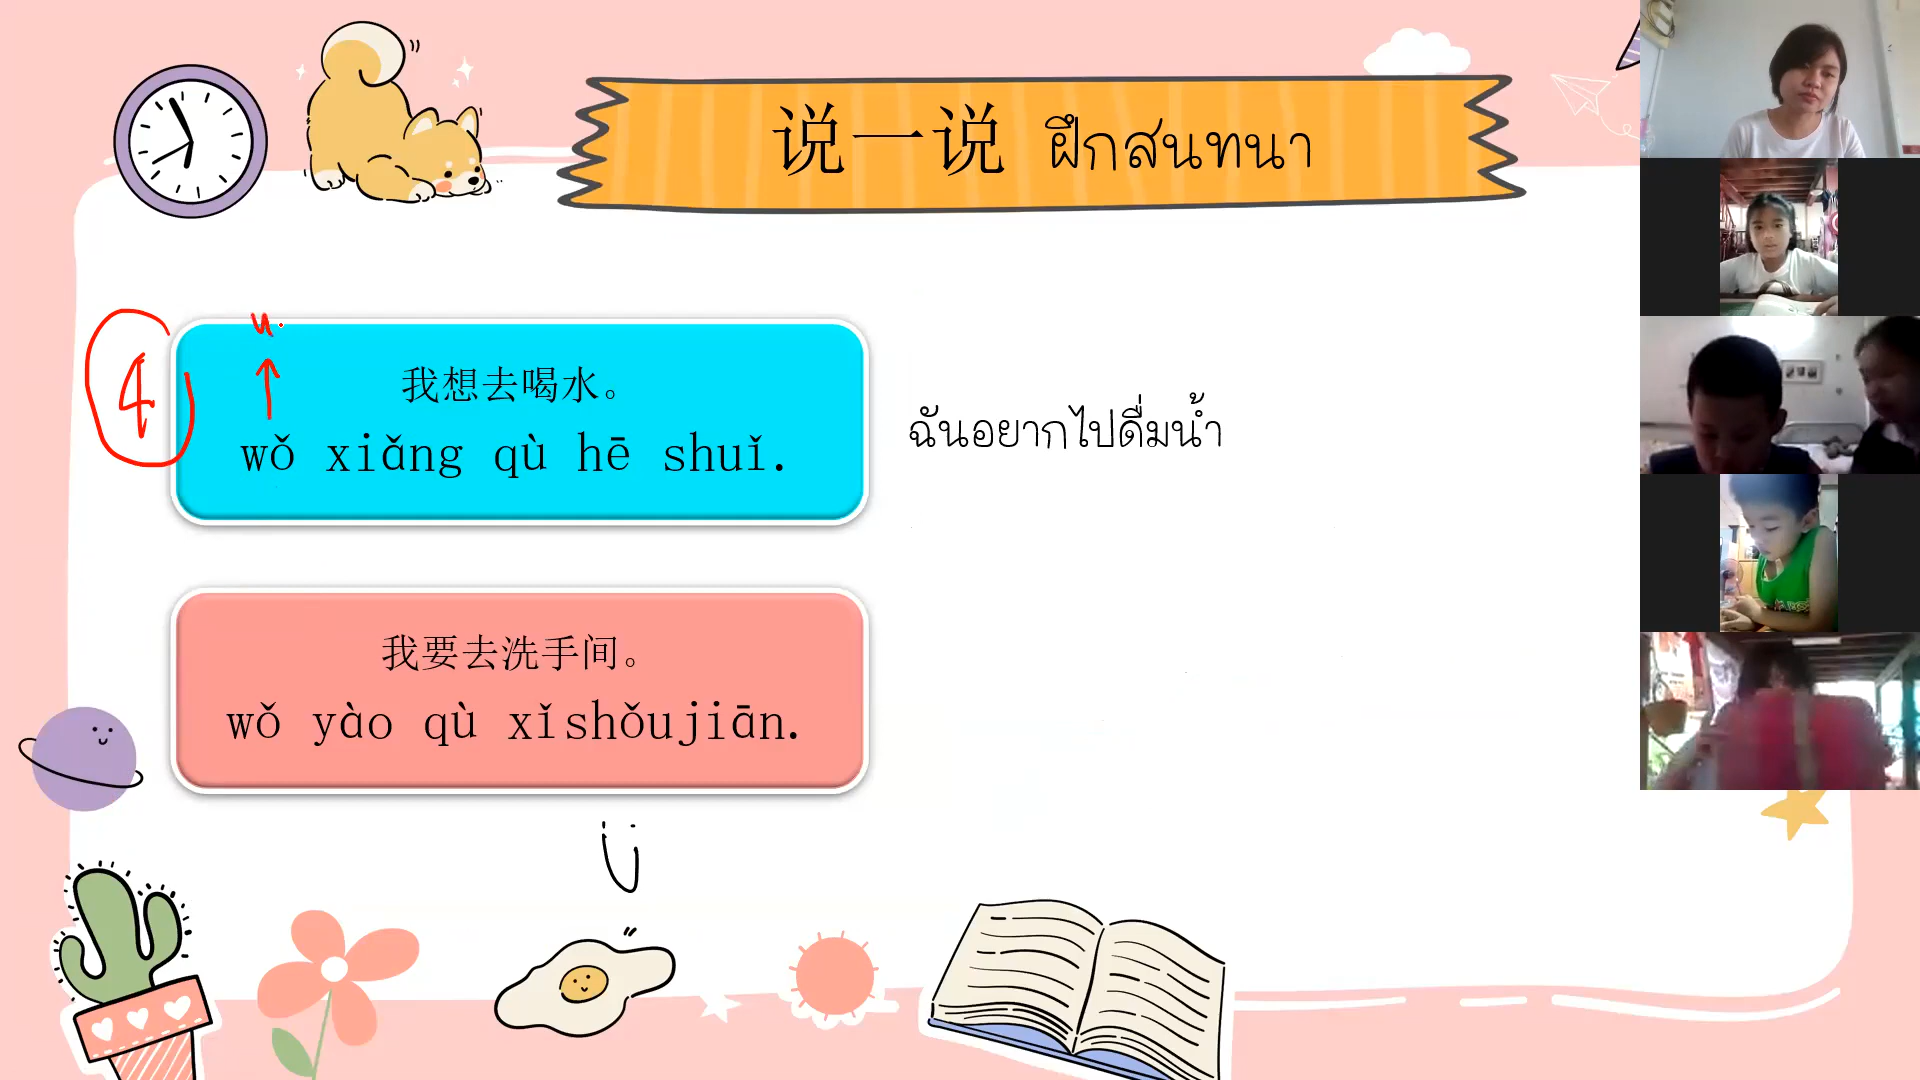 说一说 ฝึกสนทนา
4
我想去喝水。
wǒ xiǎng qù hē shuǐ.
ฉันอยากไปดื่มน้ำ
我要去洗手间。
wǒ yào qù xǐshǒujiān.